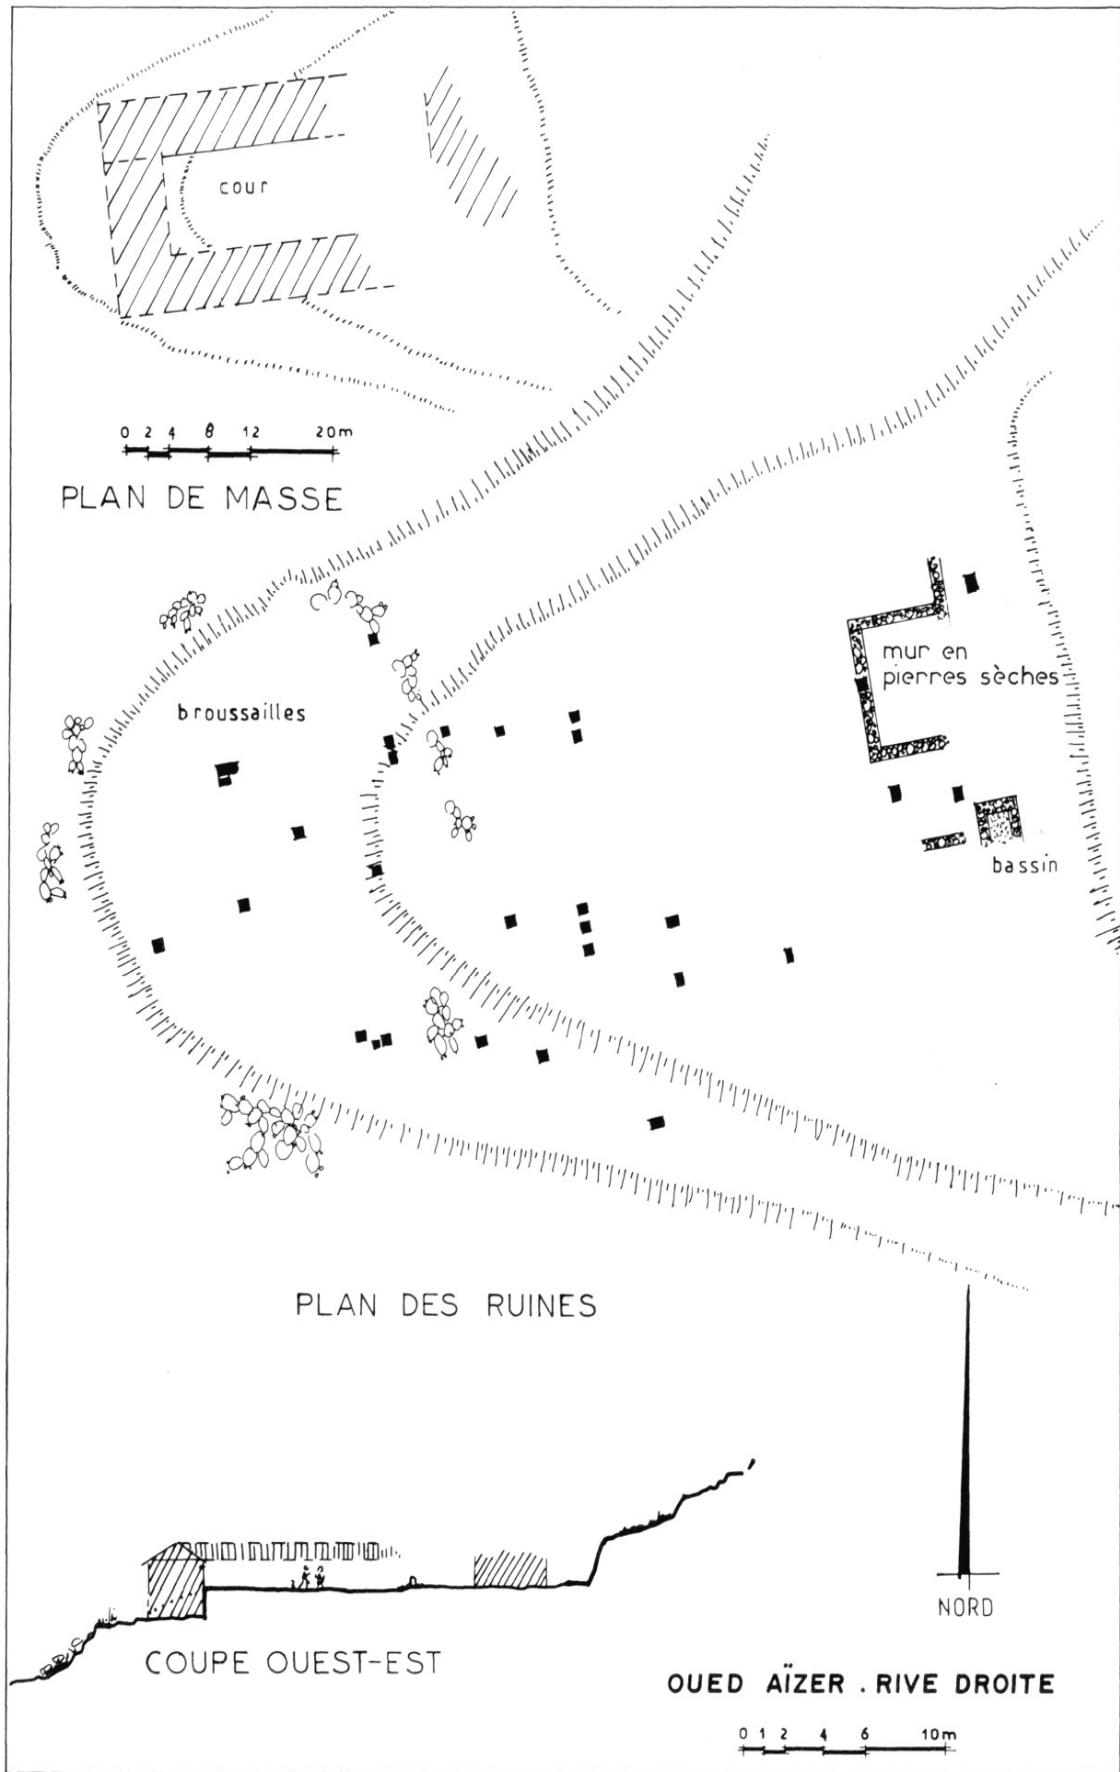 cour
0 2 4 8 12 20m
PLAN DE MASSE
mur en
pierres sèches
broussailles
bassin
PLAN DES RUINES
NORD
COUPE OUEST-EST
OUED AÏZER . RIVE DROITE
0 1 2 4 6 10m